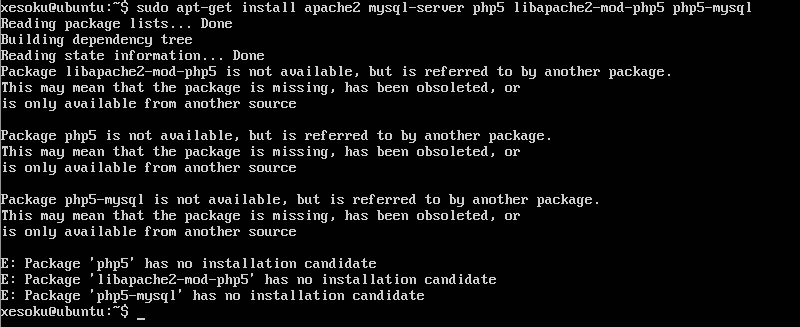 xesoku@ubuntu:~$ sudo apt-get install apache2 mysql-server php5 libapache2-mod-php5 php5-mysql
Reading package lists... Done
Building dependency tree
Reading state information... Done
Package libapache2-mod-php5 is not available, but is referred to by another package.
This may mean that the package is missing, has been obsoleted, or
is only available from another source
Package php5 is not available, but is referred to by another package.
This may mean that the package is missing, has been obsoleted, or
is only available from another source
Package php5-mysql is not available, but is referred to by another package.
This may mean that the package is missing, has been obsoleted, or
is only available from another source
E: Package 'php5' has no installation candidate
E: Package 'libapache2-mod-php5' has no installation candidate
E: Package 'php5-mysql' has no installation candidate
xesoku@ubuntu:~$ _